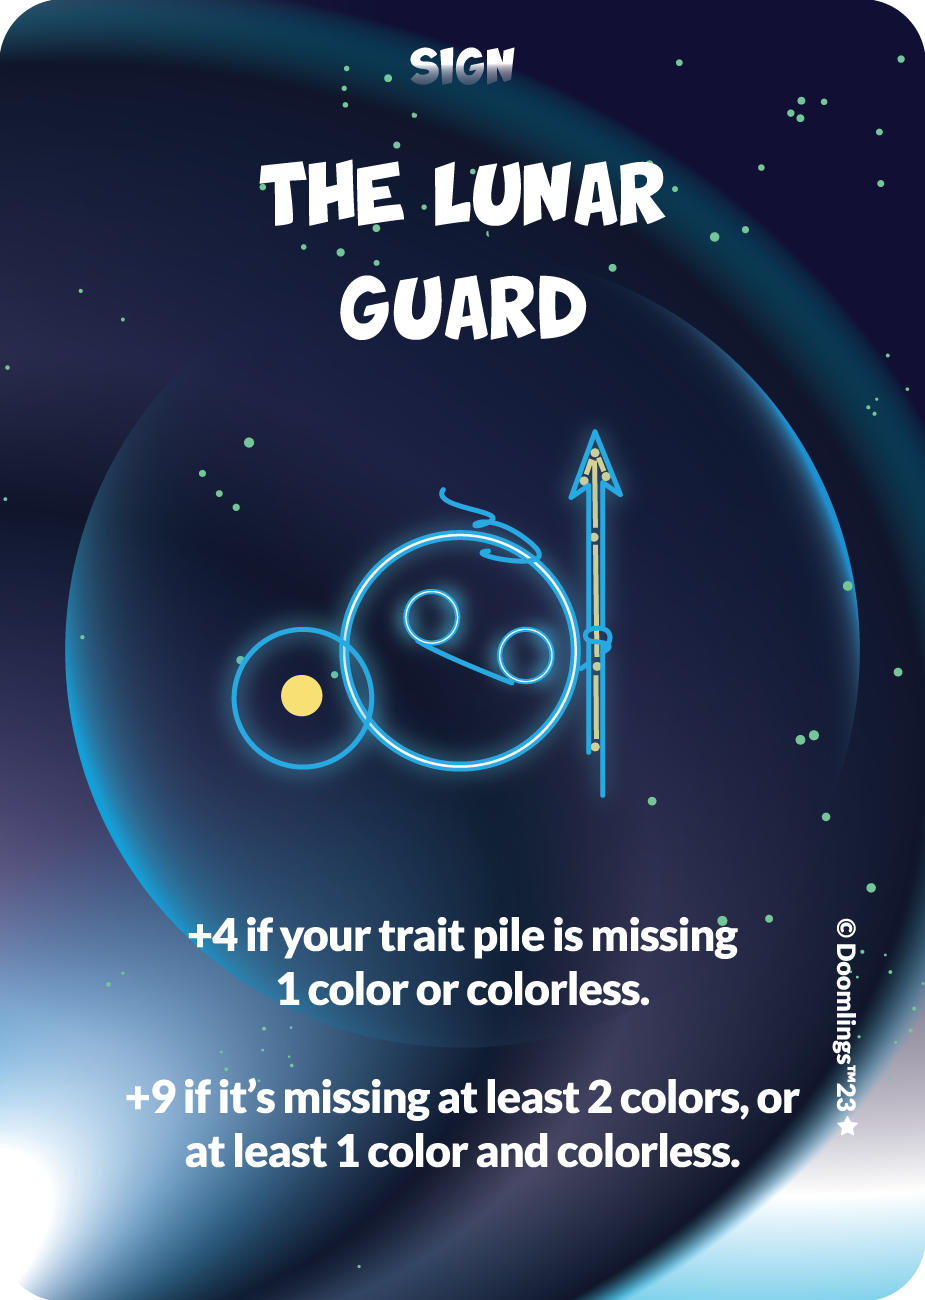 SIGN
THE LUNAR
GUARD
+4 if your trait pile is missing
1 color or colorless.
+9 if it's missing at least 2 colors, or
at least 1 color and colorless.
© Doomlings™23★